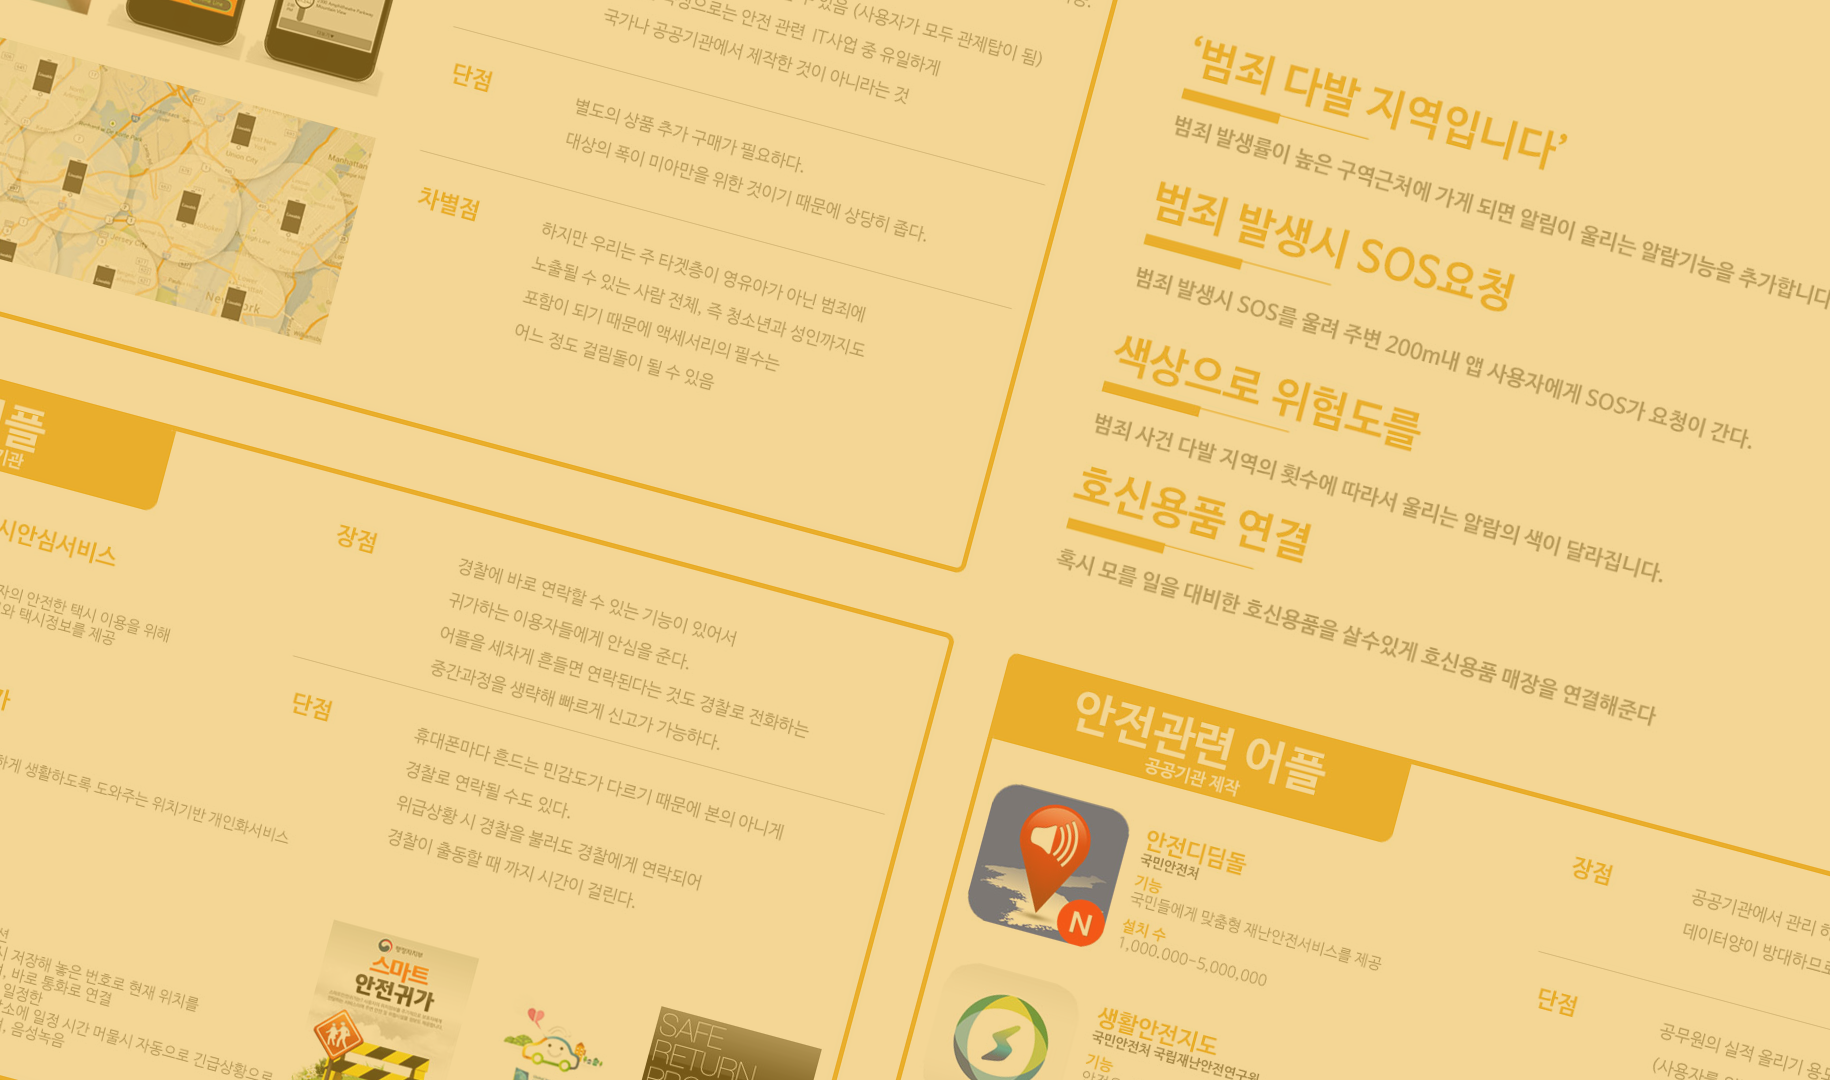 있음 (사용자가 모두 관제탑이 됨)
안전 관련 IT사업 중 유일하게
국가나 공공기관에서 제작한 것이 아니라는 것
단점
별도의 상품 추가 구매가 필요하다.
대상의 폭이 미아만을 위한 것이기 때문에 상당히 좁다.
차별점
하지만 우리는 주 타겟층이 영유아가 아닌 범죄에
노출될 수 있는 사람 전체, 즉 청소년과 성인까지도
포함이 되기 때문에 액세서리의 필수는
어느 정도 걸림돌이 될 수 있음
Union City
Manhattan
Jersey City
‘범죄 다발 지역입니다’
범죄 발생률이 높은 구역근처에 가게 되면 알림이 울리는 알람기능을 추가합니다
범죄 발생시 SOS요청
범죄 발생시 SOS를 울려 주변 200m내 앱 사용자에게 SOS가 요청이 간다.
색상으로 위험도를
범죄 사건 다발 지역의 횟수에 따라서 울리는 알람의 색이 달라집니다.
호신용품 연결
혹시 모를 일을 대비한 호신용품을 살수있게 호신용품 매장을 연결해준다
플
기관
시안심서비스
자의 안전한 택시 이용을 위해
와 택시정보를 제공
가
하게 생활하도록 도와주는 위치기반 개인화서비스
장점
경찰에 바로 연락할 수 있는 기능이 있어서
귀가하는 이용자들에게 안심을 준다.
어플을 세차게 흔들면 연락된다는 것도 경찰로 전화하는
중간과정을 생략해 빠르게 신고가 가능하다.
단점
휴대폰마다 흔드는 민감도가 다르기 때문에 본의 아니게
경찰로 연락될 수도 있다.
위급상황 시 경찰을 불러도 경찰에게 연락되어
경찰이 출동할 때 까지 시간이 걸린다.
션
시 저장해 놓은 번호로 현재 위치를
, 바로 통화로 연결
일정한
소에 일정 시간 머물시 자동으로 긴급상황으로
, 음성녹음
행정자치부
스마트
안전귀가
SAFE
RETURN
안전관련 어플
공공기관 제작
안전디딤돌
국민안전처
기능
국민들에게 맞춤형 재난안전서비스를 제공
설치 수
1,000,000~5,000,000
N
생활안전지도
국민안전처 국립재난안전연구원
기능
장점
공공기관에서 관리
데이터양이 방대하므로
단점
공무원의 실적 올리기
(사용자를